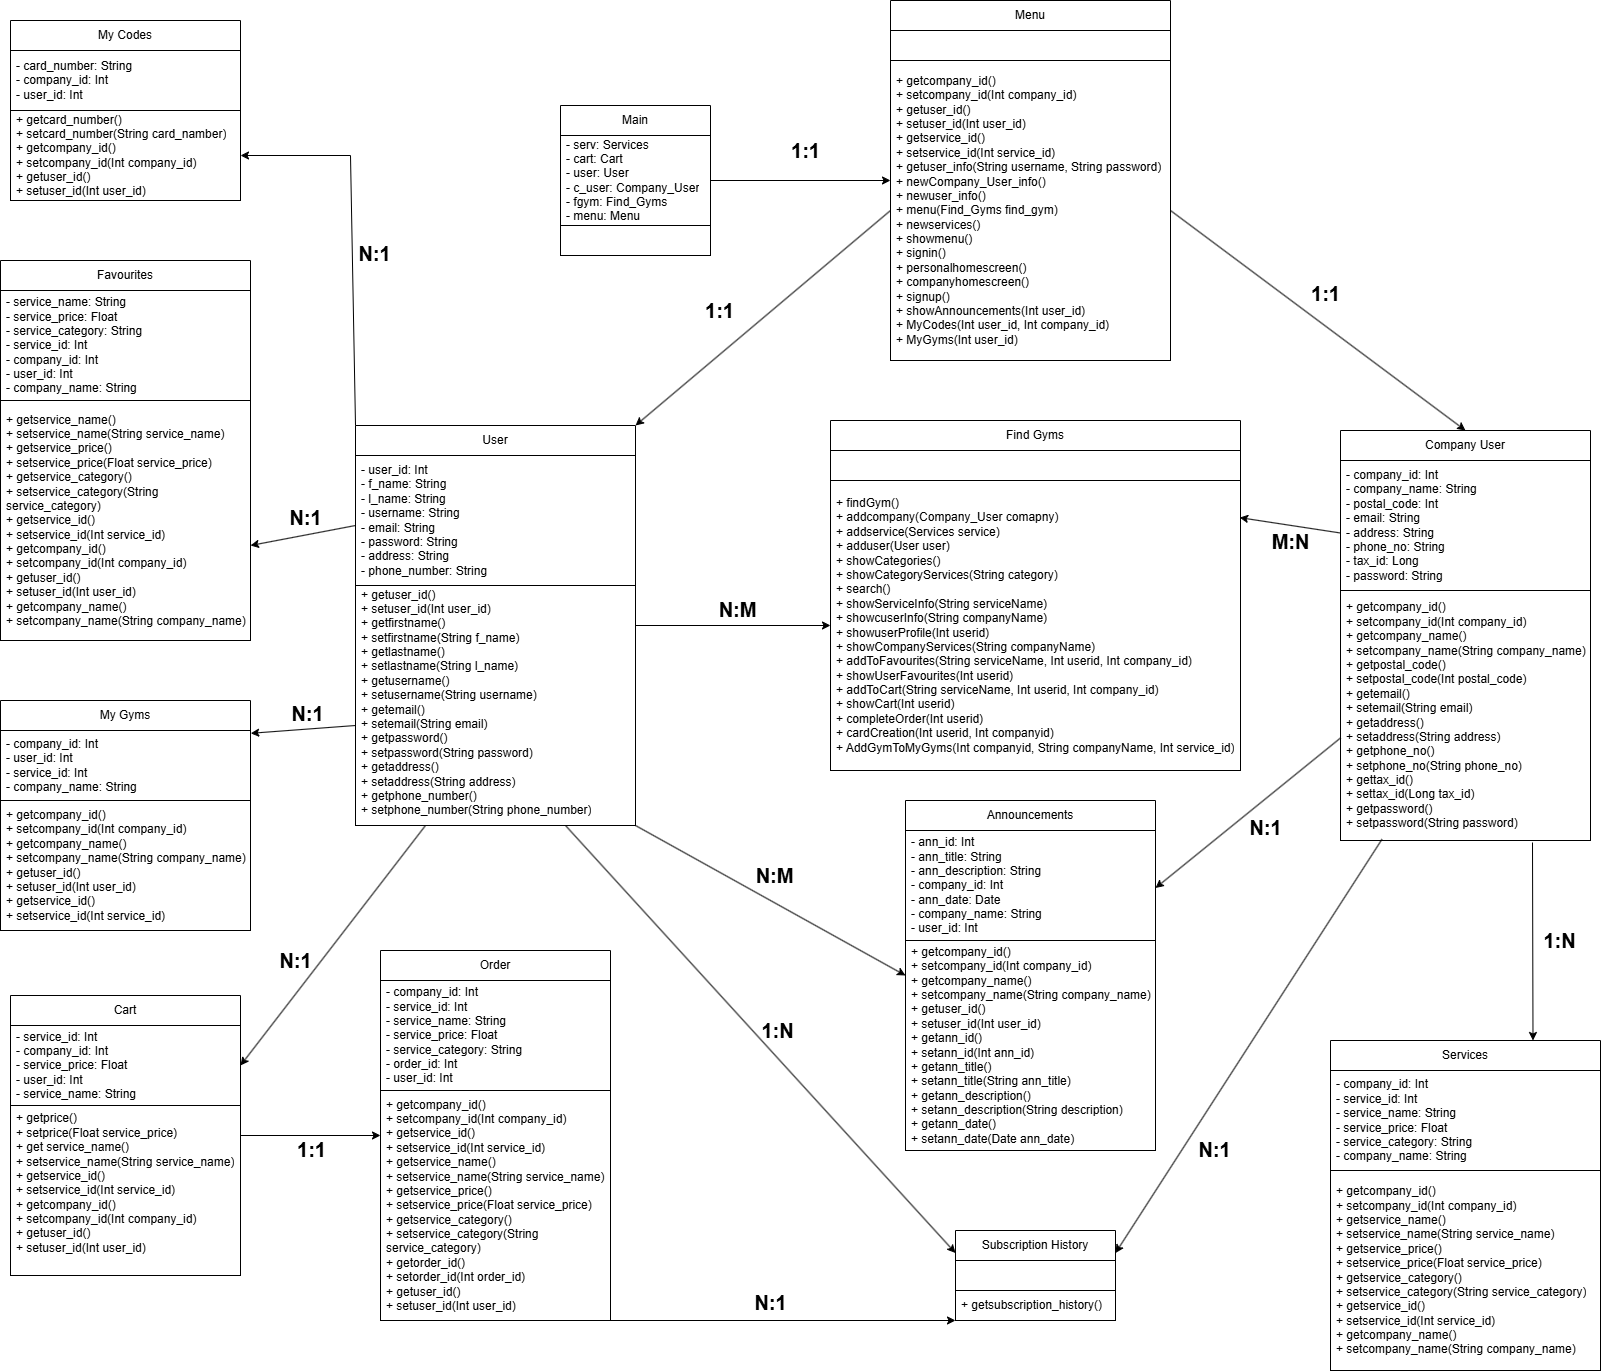 My Codes
- card_number: String
- company_id: Int
- user_id: Int
+ getcard_number()
+ setcard_number(String card_namber)
+ getcompany_id()
+ setcompany_id(Int company_id)
+ getuser_id()
+ setuser_id(Int user_id)
Main
- serv: Services
- cart: Cart
- user: User
- c_user: Company_User
- fgym: Find_Gyms
- menu: Menu
1:1
Menu
+ getcompany_id()
+ setcompany_id(Int company_id)
+ getuser_id()
+ setuser_id(Int user_id)
+ getservice_id()
+ setservice_id(Int service_id)
+ getuser_info(String username, String password)
+ newCompany_User_info()
+ newuser_info()
+ menu(Find_Gyms find_gym)
+ newservices()
+ showmenu()
+ signin()
+ personalhomescreen()
+ companyhomescreen()
+ signup()
+ showAnnouncements(Int user_id)
+ MyCodes(Int user_id, Int company_id)
+ MyGyms(Int user_id)
N:1
1:1
1:1
Favourites
- service_name: String
- service_price: Float
- service_category: String
- service_id: Int
- company_id: Int
- user_id: Int
- company_name: String
+ getservice_name()
+ setservice_name(String service_name)
+ getservice_price()
+ setservice_price(Float service_price)
+ getservice_category()
+ setservice_category(String
service_category)
+ getservice_id()
+ setservice_id(Int service_id)
+ getcompany_id()
+ setcompany_id(Int company_id)
+ getuser_id()
+ setuser_id(Int user_id)
+ getcompany_name()
+ setcompany_name(String company_name)
N:1
User
- user_id: Int
- f_name: String
- l_name: String
- username: String
- email: String
- password: String
- address: String
- phone_number: String
+ getuser_id()
+ setuser_id(Int user_id)
+ getfirstname()
+ setfirstname(String f_name)
+ getlastname()
+ setlastname(String l_name)
+ getusername()
+ setusername(String username)
+ getemail()
+ setemail(String email)
+ getpassword()
+ setpassword(String password)
+ getaddress()
+ setaddress(String address)
+ getphone_number()
+ setphone_number(String phone_number)
N:M
Find Gyms
+ findGym()
+ addcompany(Company_User comapny)
+ addservice(Services service)
+ adduser(User user)
+ showCategories()
+ showCategoryServices(String category)
+ search()
+ showServiceInfo(String serviceName)
+ showcuserInfo(String companyName)
+ showuserProfile(Int userid)
+ showCompanyServices(String companyName)
+ addToFavourites(String serviceName, Int userid, Int company_id)
+ showUserFavourites(Int userid)
+ addToCart(String serviceName, Int userid, Int company_id)
+ showCart(Int userid)
+ completeOrder(Int userid)
+ cardCreation(Int userid, Int companyid)
+ AddGymToMyGyms(Int companyid, String companyName, Int service_id)
M:N
Company User
- company_id: Int
- company_name: String
- postal_code: Int
- email: String
- address: String
- phone_no: String
- tax_id: Long
- password: String
+ getcompany_id()
+ setcompany_id(Int company_id)
+ getcompany_name()
+ setcompany_name(String company_name)
+ getpostal_code()
+ setpostal_code(Int postal_code)
+ getemail()
+ setemail(String email)
+ getaddress()
+ setaddress(String address)
+ getphone_no()
+ setphone_no(String phone_no)
+ gettax_id()
+ settax_id(Long tax_id)
+ getpassword()
+ setpassword(String password)
N:1
My Gyms
- company_id: Int
- user_id: Int
- service_id: Int
- company_name: String
+ getcompany_id()
+ setcompany_id(Int company_id)
+ getcompany_name()
+ setcompany_name(String company_name)
+ getuser_id()
+ setuser_id(Int user_id)
+ getservice_id()
+ setservice_id(Int service_id)
N:M
Announcements
- ann_id: Int
- ann_title: String
- ann_description: String
- company_id: Int
- ann_date: Date
- company_name: String
- user_id: Int
+ getcompany_id()
+ setcompany_id(Int company_id)
+ getcompany_name()
+ setcompany_name(String company_name)
+ getuser_id()
+ setuser_id(Int user_id)
+ getann_id()
+ setann_id(Int ann_id)
+ getann_title()
+ setann_title(String ann_title)
+ getann_description()
+ setann_description(String description)
+ getann_date()
+ setann_date(Date ann_date)
N:1
1:N
N:1
Cart
- service_id: Int
- company_id: Int
- service_price: Float
- user_id: Int
- service_name: String
+ getprice()
+ setprice(Float service_price)
+ get service_name()
+ setservice_name(String service_name)
+ getservice_id()
+ setservice_id(Int service_id)
+ getcompany_id()
+ setcompany_id(Int company_id)
+ getuser_id()
+ setuser_id(Int user_id)
1:1
Order
- company_id: Int
- service_id: Int
- service_name: String
- service_price: Float
- service_category: String
- order_id: Int
- user_id: Int
+ getcompany_id()
+ setcompany_id(Int company_id)
+ getservice_id()
+ setservice_id(Int service_id)
+ getservice_name()
+ setservice_name(String service_name)
+ getservice_price()
+ setservice_price(Float service_price)
+ getservice_category()
+ setservice_category(String
service_category)
+ getorder_id()
+ setorder_id(Int order_id)
+ getuser_id()
+ setuser_id(Int user_id)
1:N
N:1
N:1
Subscription History
+ getsubscription_history()
Services
- company_id: Int
- service_id: Int
- service_name: String
- service_price: Float
- service_category: String
- company_name: String
+ getcompany_id()
+ setcompany_id(Int company_id)
+ getservice_name()
+ setservice_name(String service_name)
+ getservice_price()
+ setservice_price(Float service_price)
+ getservice_category()
+ setservice_category(String service_category)
+ getservice_id()
+ setservice_id(Int service_id)
+ getcompany_name()
+ setcompany_name(String company_name)